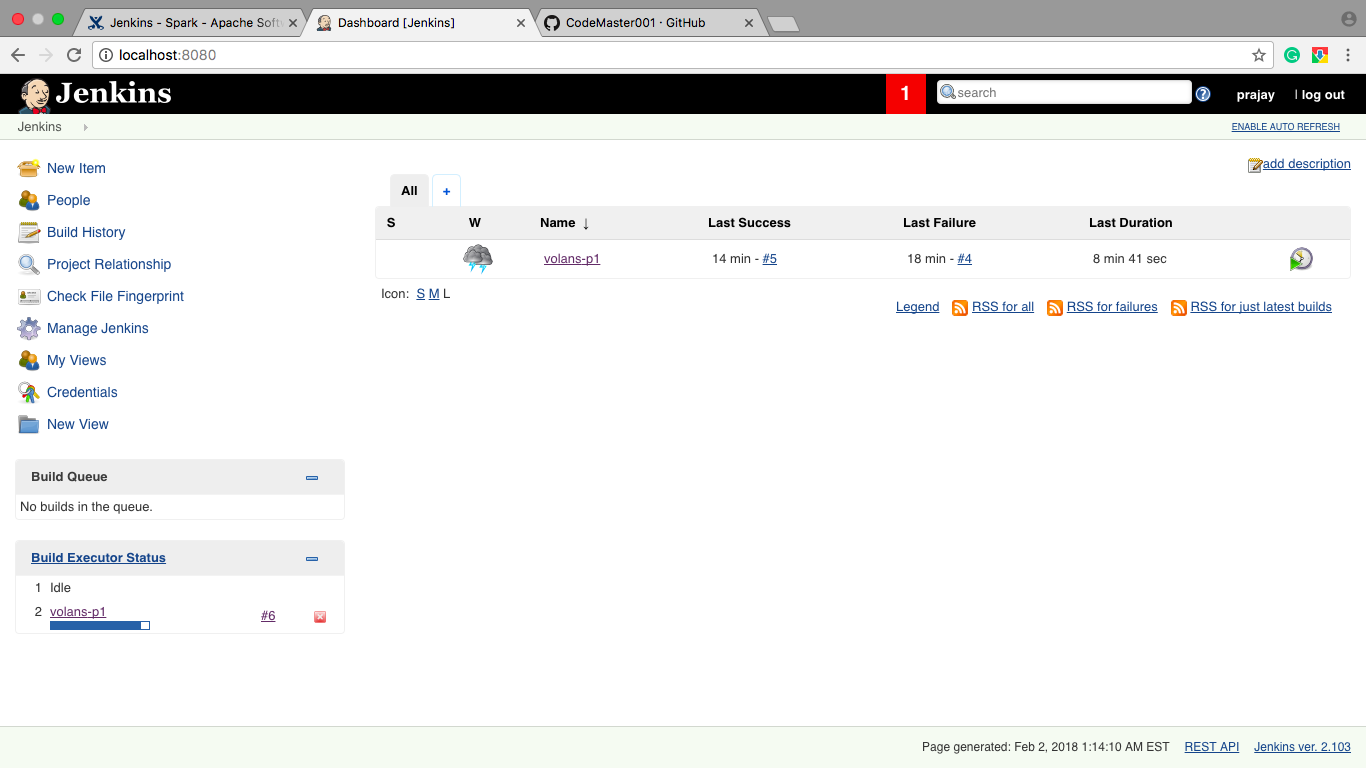 Jenkins - Spark - Apache Softw
Dashboard [Jenkins]
CodeMaster001 · GitHub
localhost:8080
Jenkins
1
search
prajay
| log out
Jenkins
ENABLE AUTO REFRESH
New Item
People
Build History
Project Relationship
Check File Fingerprint
Manage Jenkins
My Views
Credentials
New View
Build Queue
No builds in the queue.
Build Executor Status
1 Idle
2 volans-p1 #6
add description
All +
S W Name ↓ Last Success Last Failure Last Duration
volans-p1 14 min - #5 18 min - #4 8 min 41 sec
Icon: S M L
Legend RSS for all RSS for failures RSS for just latest builds
Page generated: Feb 2, 2018 1:14:10 AM EST REST API Jenkins ver. 2.103